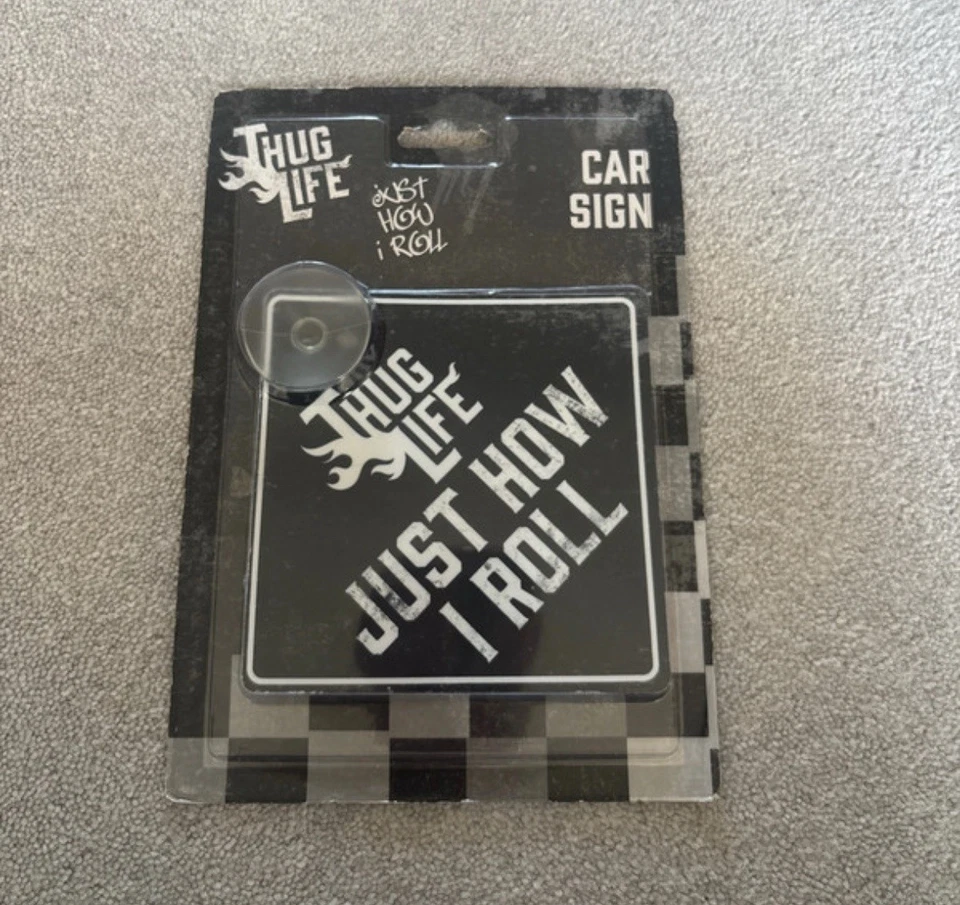 THUG
LIFE
JUST
HOW
i ROLL
CAR
SIGN
THUG
LIFE
JUST HOW
I ROLL